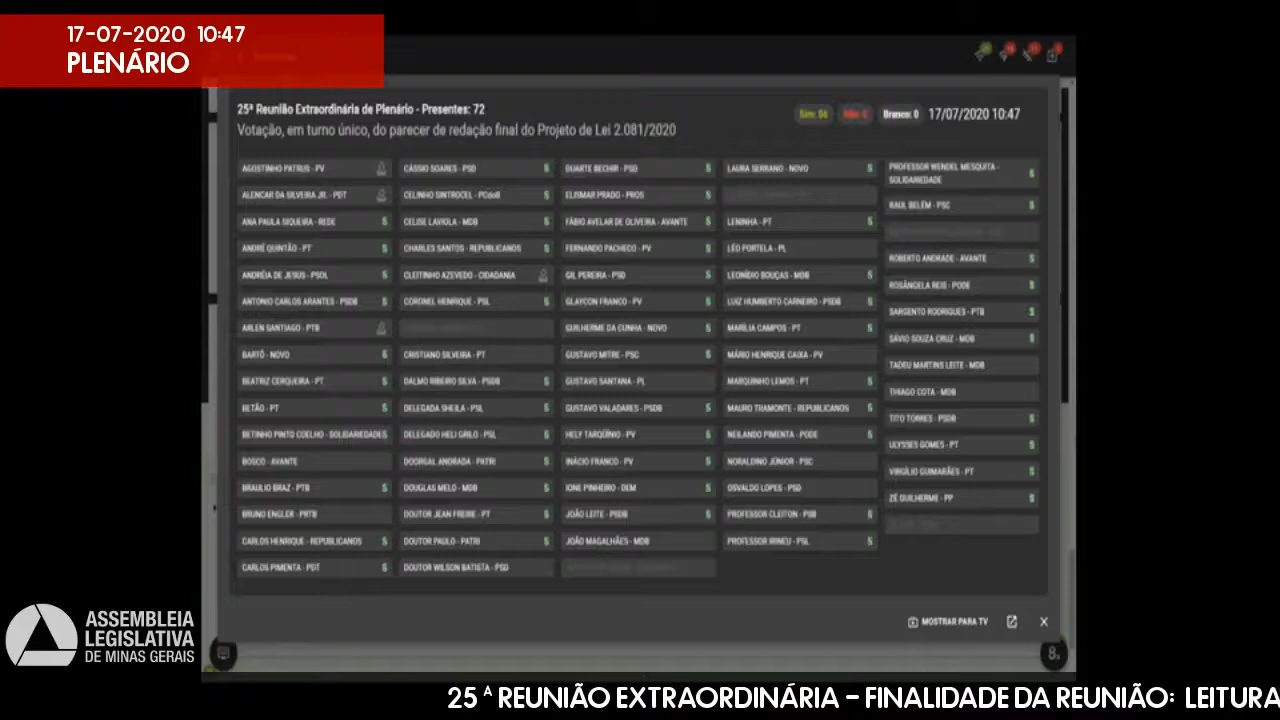 17-07-2020 10:47
PLENÁRIO
25ª Reunião Extraordinária de Plenário - Presentes: 72
Votação, em turno único, do parecer de redação final do Projeto de Lei 2.081/2020
Sim: 56
Branco: 0
17/07/2020 10:47
AGOSTINHO PATRUS - PV
ALENCAR DA SILVEIRA JR. - PDT
ANA PAULA SIQUEIRA - REDE S
ANDRÉ QUINTÃO - PT S
ANDRÉIA DE JESUS - PSOL S
ANTONIO CARLOS ARANTES - PSDB S
ARLEN SANTIAGO - PTB
BARTÔ - NOVO S
BEATRIZ CERQUEIRA - PT S
BETÃO - PT S
BETINHO PINTO COELHO - SOLIDARIEDADE S
BOSCO - AVANTE
BRAULIO BRAZ - PTB S
BRUNO ENGLER - PRTB
CARLOS HENRIQUE - REPUBLICANOS S
CARLOS PIMENTA - PDT S
CÁSSIO SOARES - PSD S
CELINHO SINTROCEL - PCdoB S
CELISE LAVIOLA - MDB S
CHARLES SANTOS - REPUBLICANOS S
CLEITINHO AZEVEDO - CIDADANIA
CORONEL HENRIQUE - PSL S
CRISTIANO SILVEIRA - PT
DALMO RIBEIRO SILVA - PSDB S
DELEGADA SHEILA - PSL S
DELEGADO HELI GRILO - PSL S
DOORGAL ANDRADA - PATRI S
DOUGLAS MELO - MDB S
DOUTOR JEAN FREIRE - PT S
DOUTOR PAULO - PATRI S
DOUTOR WILSON BATISTA - PSD
DUARTE BECHIR - PSD S
ELISMAR PRADO - PROS S
FÁBIO AVELAR DE OLIVEIRA - AVANTE S
FERNANDO PACHECO - PV S
GIL PEREIRA - PSD S
GLAYCON FRANCO - PV S
GUILHERME DA CUNHA - NOVO S
GUSTAVO MITRE - PSC S
GUSTAVO SANTANA - PL
GUSTAVO VALADARES - PSDB S
HELY TARQÜÍNIO - PV S
INÁCIO FRANCO - PV S
IONE PINHEIRO - DEM S
JOÃO LEITE - PSDB S
JOÃO MAGALHÃES - MDB
LAURA SERRANO - NOVO S
LENINHA - PT S
LÉO PORTELA - PL
LEONÍDIO BOUÇAS - MDB S
LUIZ HUMBERTO CARNEIRO - PSDB S
MARÍLIA CAMPOS - PT S
MÁRIO HENRIQUE CAIXA - PV
MARQUINHO LEMOS - PT S
MAURO TRAMONTE - REPUBLICANOS S
NEILANDO PIMENTA - PODE S
NORALDINO JÚNIOR - PSC
OSVALDO LOPES - PSD
PROFESSOR CLEITON - PSB S
PROFESSOR IRINEU - PSL S
PROFESSOR WENDEL MESQUITA -
SOLIDARIEDADE S
RAUL BELÉM - PSC S
ROBERTO ANDRADE - AVANTE S
ROSÂNGELA REIS - PODE S
SARGENTO RODRIGUES - PTB S
SÁVIO SOUZA CRUZ - MDB S
TADEU MARTINS LEITE - MDB
THIAGO COTA - MDB
TITO TORRES - PSDB S
ULYSSES GOMES - PT S
VIRGÍLIO GUIMARÃES - PT S
ZÉ GUILHERME - PP S
MOSTRAR PARA TV
ASSEMBLEIA
LEGISLATIVA
DE MINAS GERAIS
25ª REUNIÃO EXTRAORDINÁRIA - FINALIDADE DA REUNIÃO: LEITURA